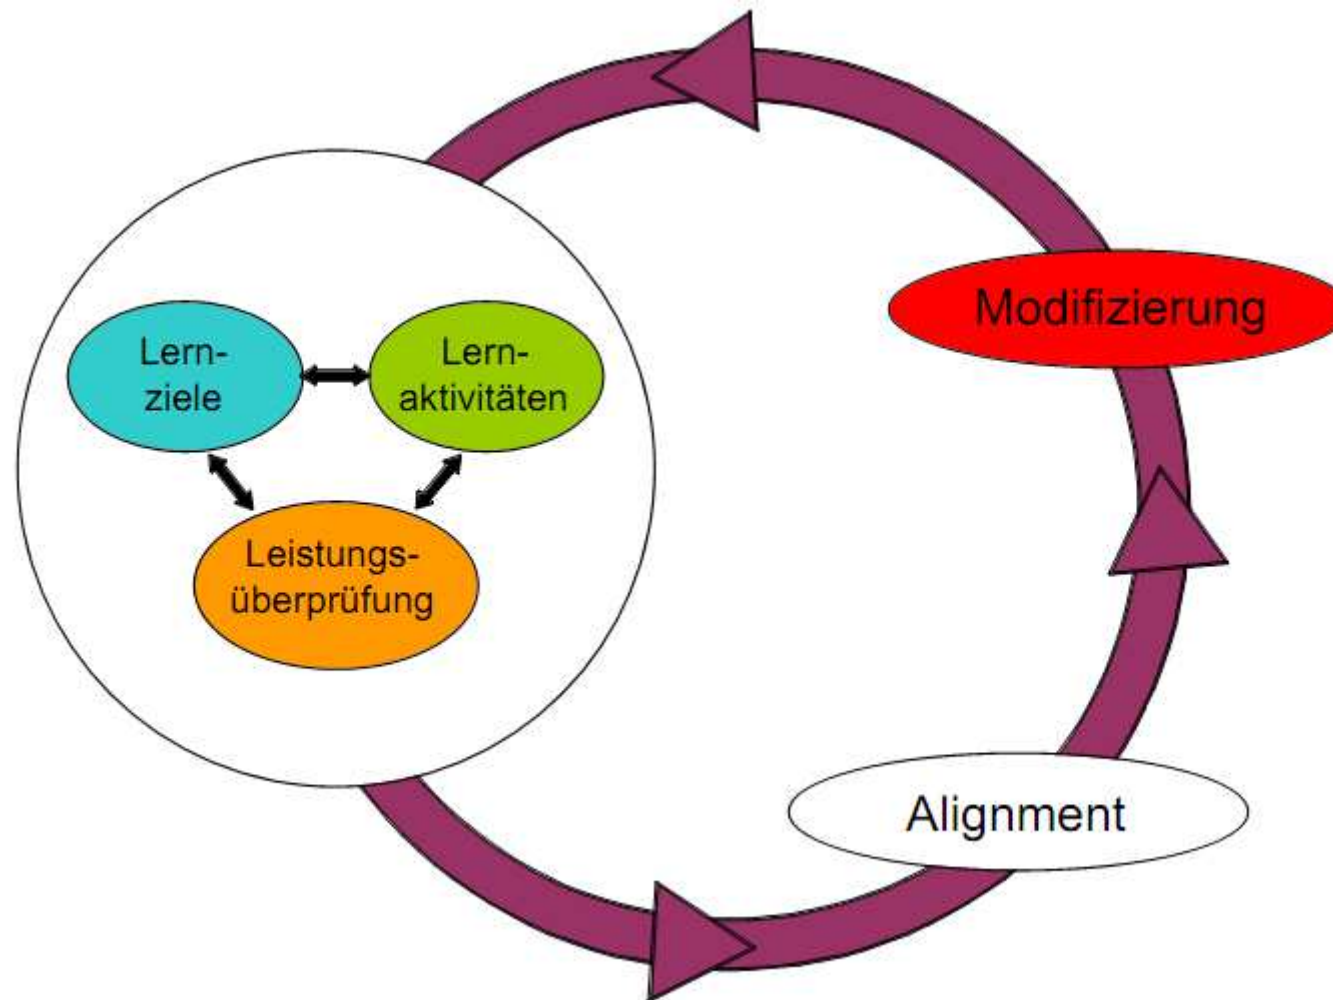 Modifizierung
Lern-
ziele
Lern-
aktivitäten
Leistungs-
überprüfung
Alignment